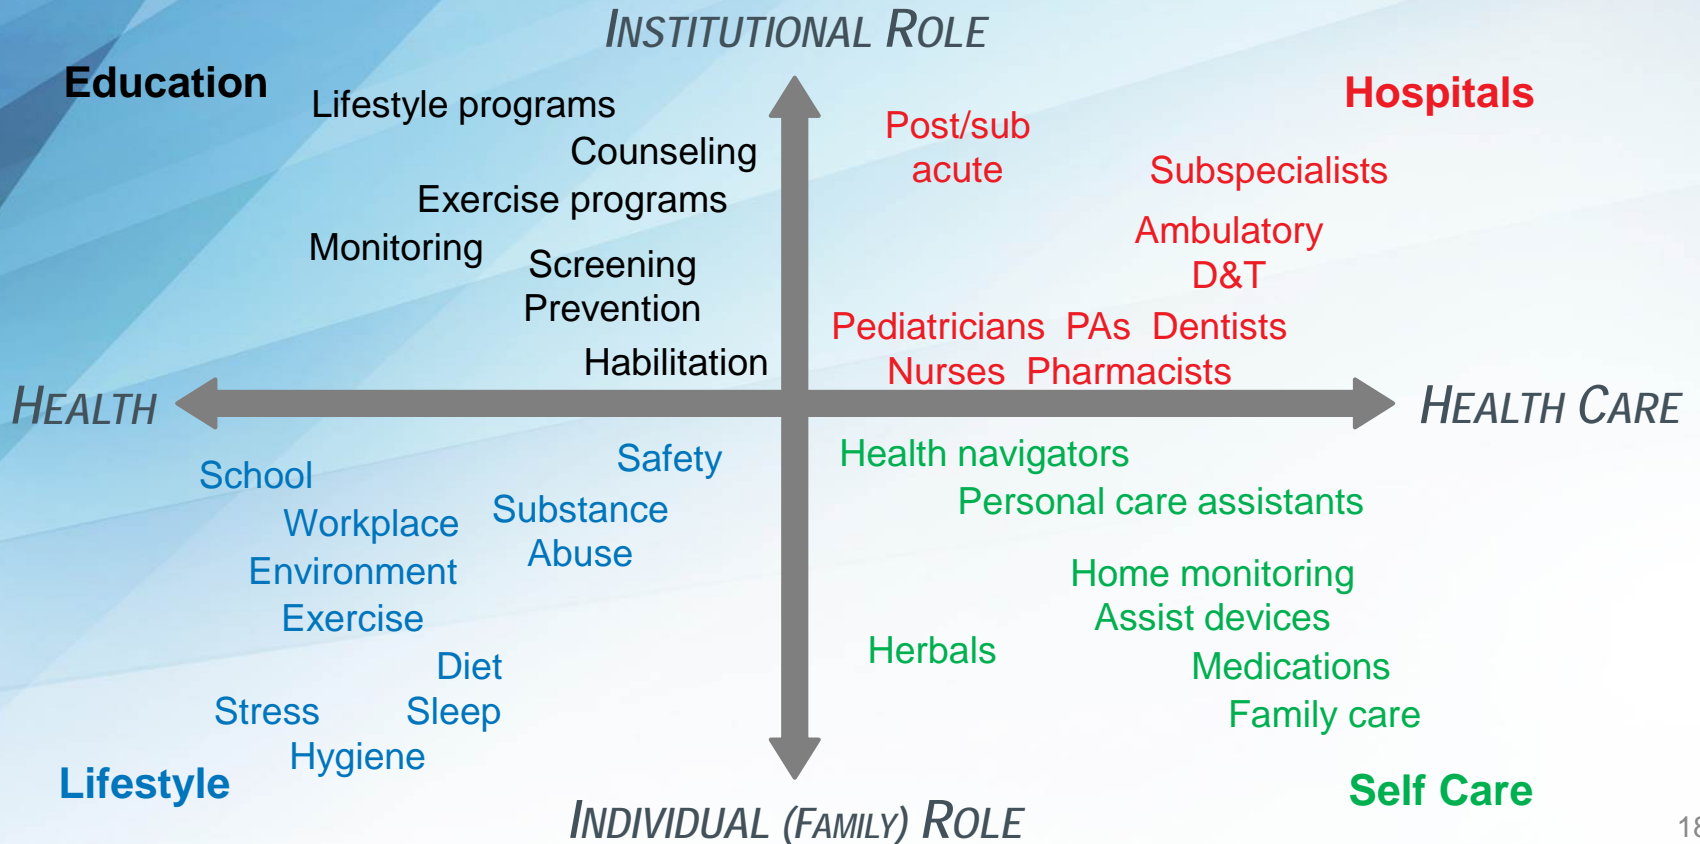 INSTITUTIONAL ROLE
Education
Lifestyle programs
Counseling
Exercise programs
Monitoring
Screening
Prevention
Habilitation
Hospitals
Post/sub
acute
Subspecialists
Ambulatory
D&T
Pediatricians PAs Dentists
Nurses Pharmacists
HEALTH
HEALTH CARE
School
Safety
Workplace
Substance
Abuse
Environment
Exercise
Diet
Stress
Sleep
Hygiene
Lifestyle
Health navigators
Personal care assistants
Home monitoring
Assist devices
Herbals
Medications
Family care
Self Care
INDIVIDUAL (FAMILY) ROLE
18